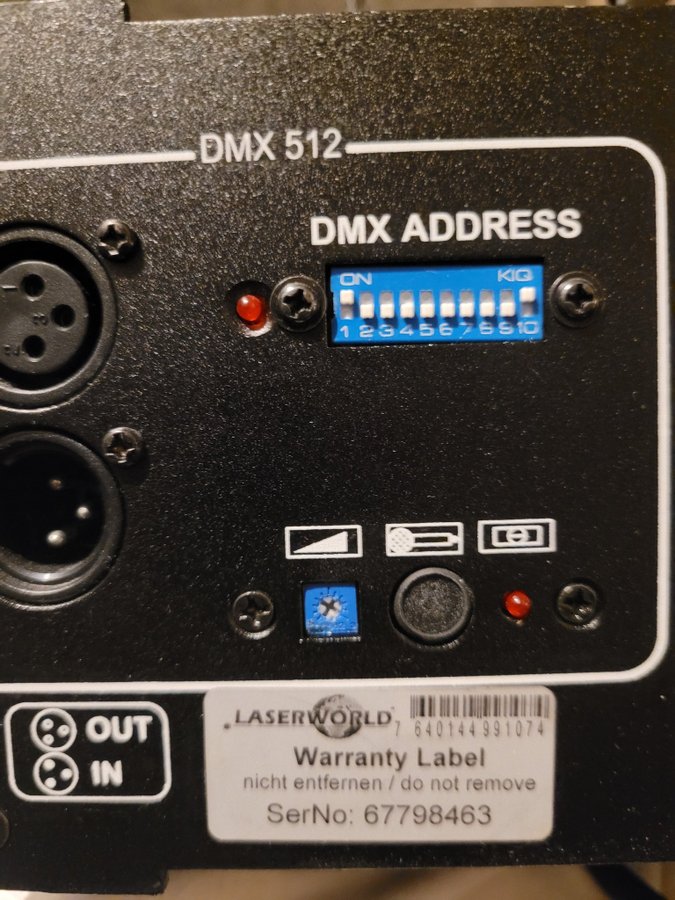 DMX 512
DMX ADDRESS
ON KIQ
1 2 3 4 5 6 7 8 9 10
OUT
IN
LASERWORLD
7 640144 991074
Warranty Label
nicht entfernen / do not remove
SerNo: 67798463